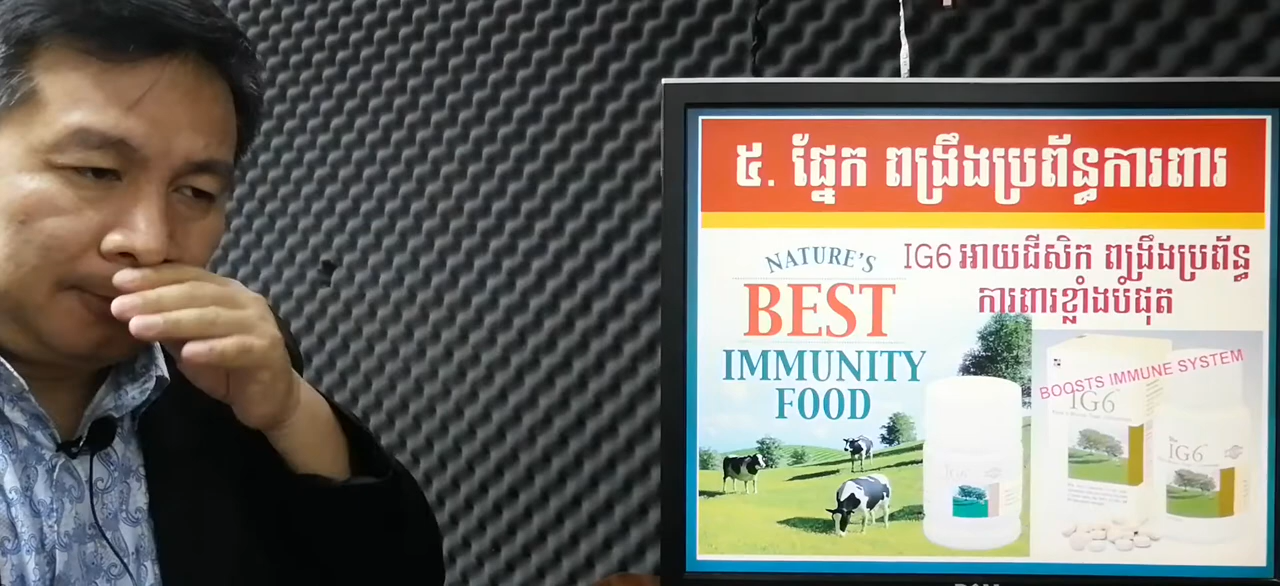 ៥. ផ្នែក ពង្រឹងប្រព័ន្ធការពារ
NATURE'S
BEST
IMMUNITY
FOOD
IG6 អាយជីសិក ពង្រឹងប្រព័ន្ធ
ការពារខ្លាំងបំផុត
BOOSTS IMMUNE SYSTEM
IG6
IG6
IG6